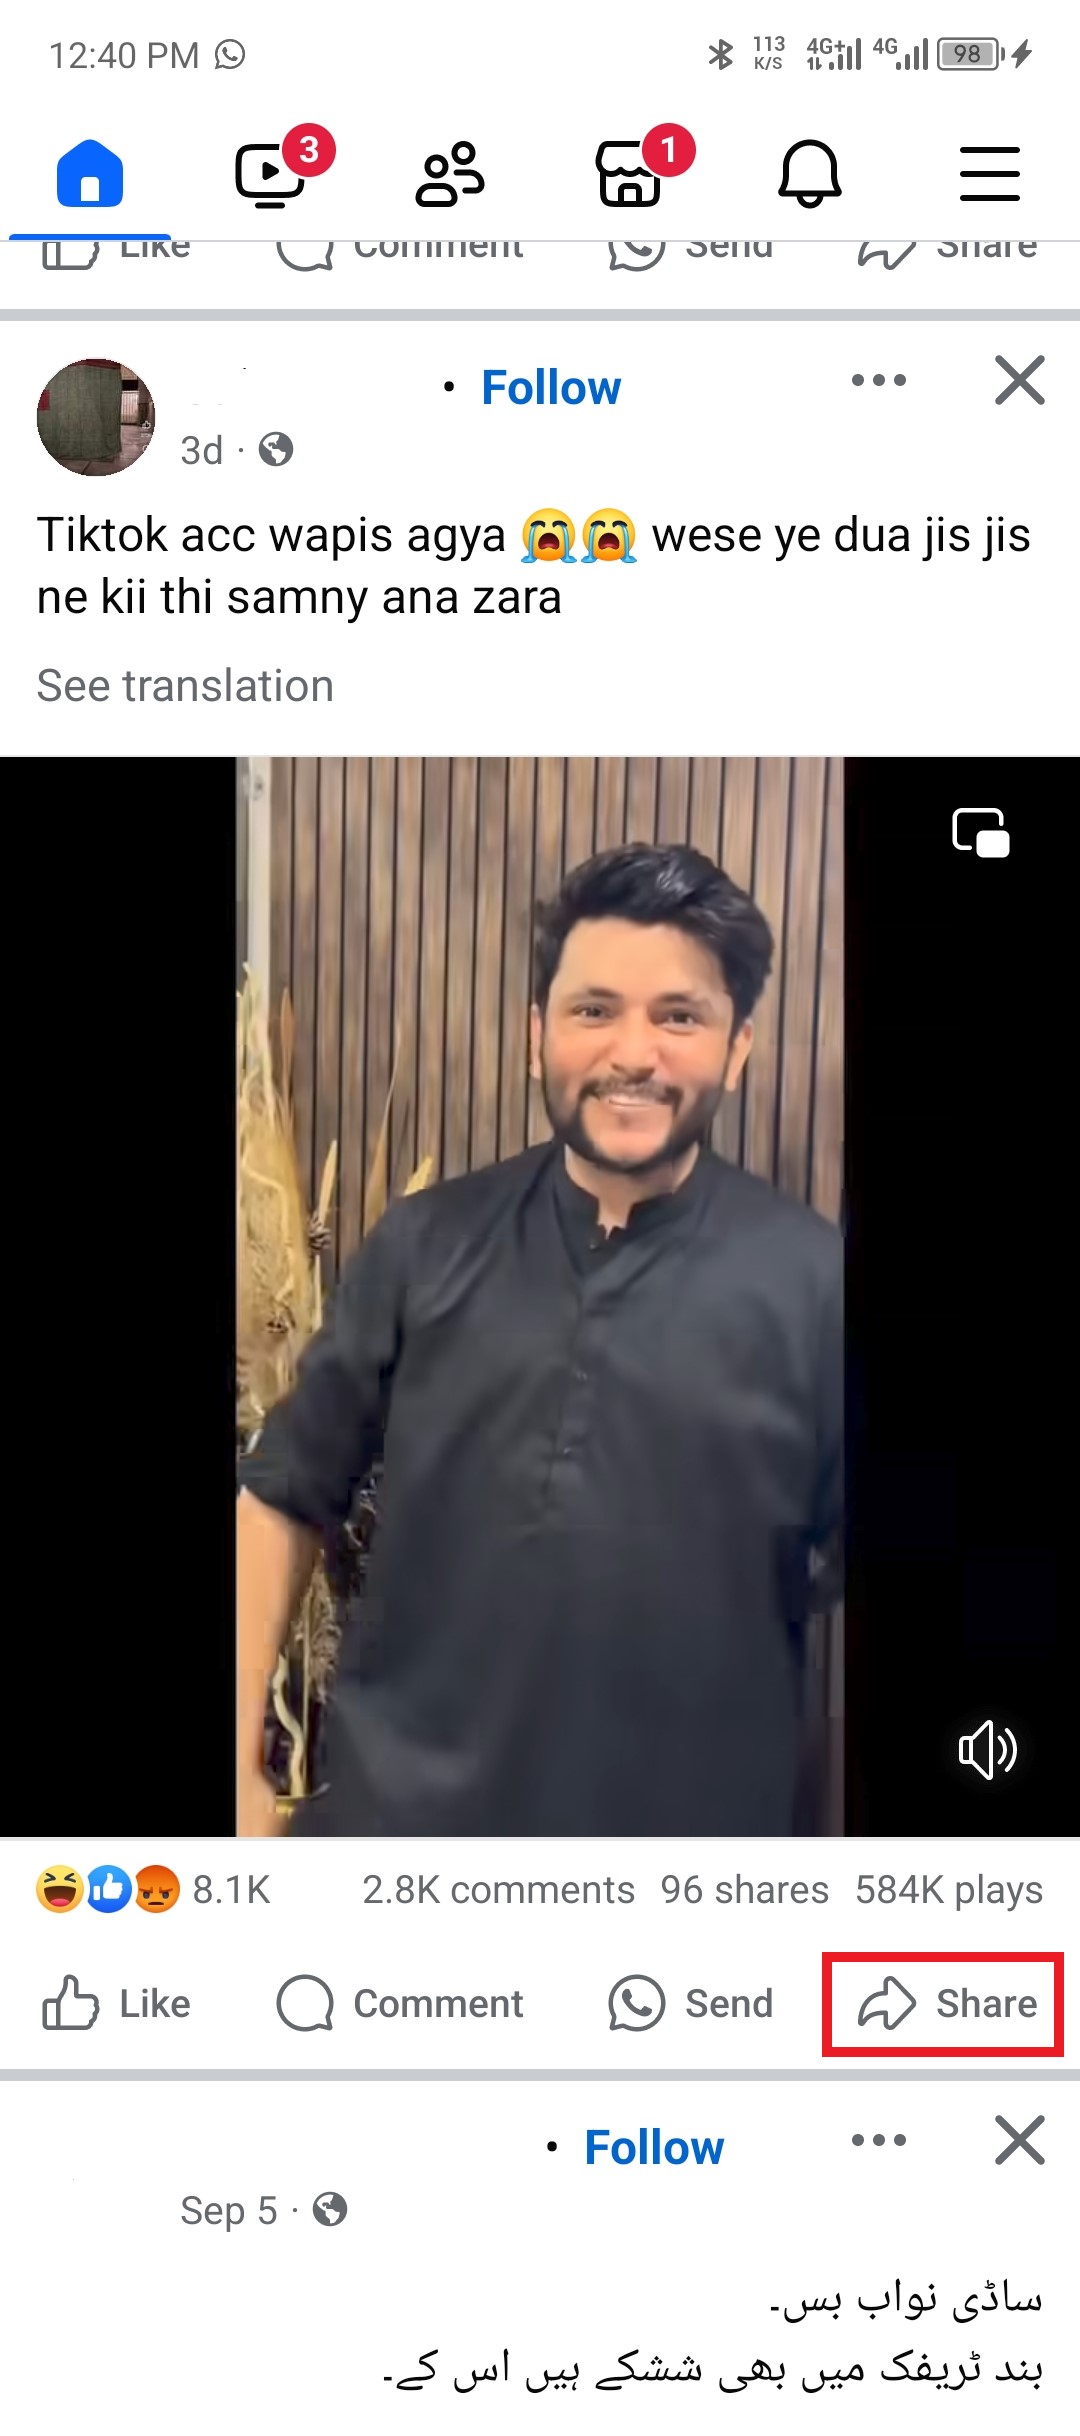 12:40 PM
113 K/S 4G+ 4G 98
3
1
Like Comment Send Share
· Follow
3d ·
Tiktok acc wapis agya 😭😭 wese ye dua jis jis
ne kii thi samny ana zara
See translation
8.1K 2.8K comments 96 shares 584K plays
Like Comment Send Share
· Follow
Sep 5 ·
ساڈی نواب بس۔
بند ٹریفک میں بھی ششکے ہیں اس کے۔